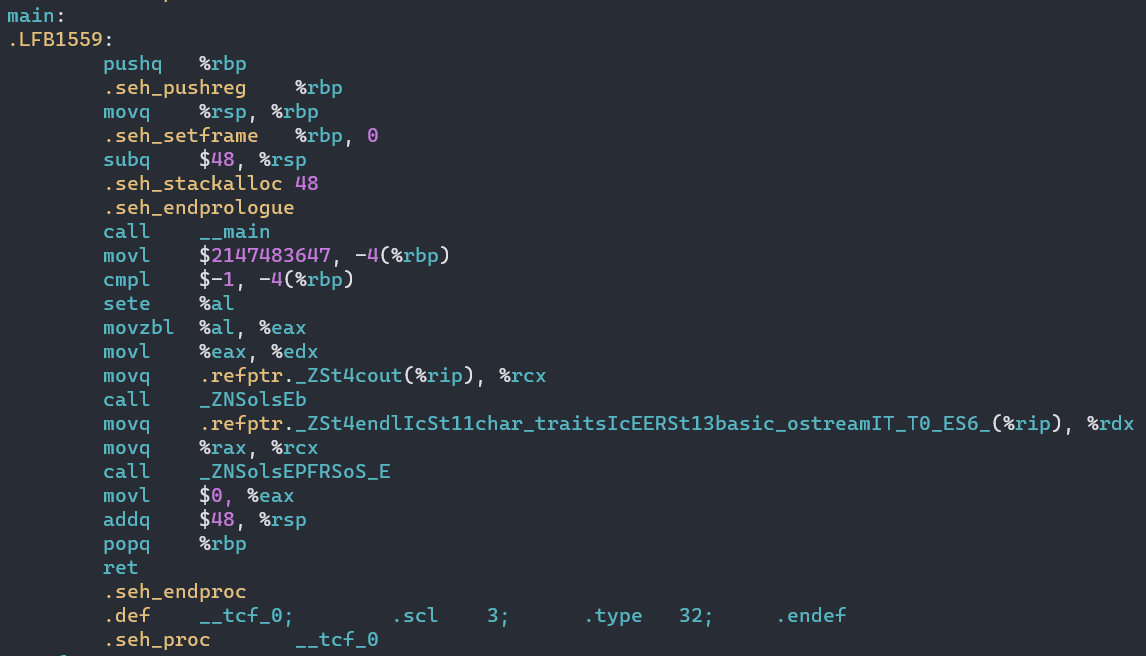 main:
.LFB1559:
pushq %rbp
.seh_pushreg %rbp
movq %rsp, %rbp
.seh_setframe %rbp, 0
subq $48, %rsp
.seh_stackalloc 48
.seh_endprologue
call __main
movl $2147483647, -4(%rbp)
cmpl $-1, -4(%rbp)
sete %al
movzbl %al, %eax
movl %eax, %edx
movq .refptr._ZSt4cout(%rip), %rcx
call _ZNSolsEb
movq .refptr._ZSt4endlIcSt11char_traitsIcEERSt13basic_ostreamIT_T0_ES6_(%rip), %rdx
movq %rax, %rcx
call _ZNSolsEPFRSoS_E
movl $0, %eax
addq $48, %rsp
popq %rbp
ret
.seh_endproc
.def __tcf_0; .scl 3; .type 32; .endef
.seh_proc __tcf_0